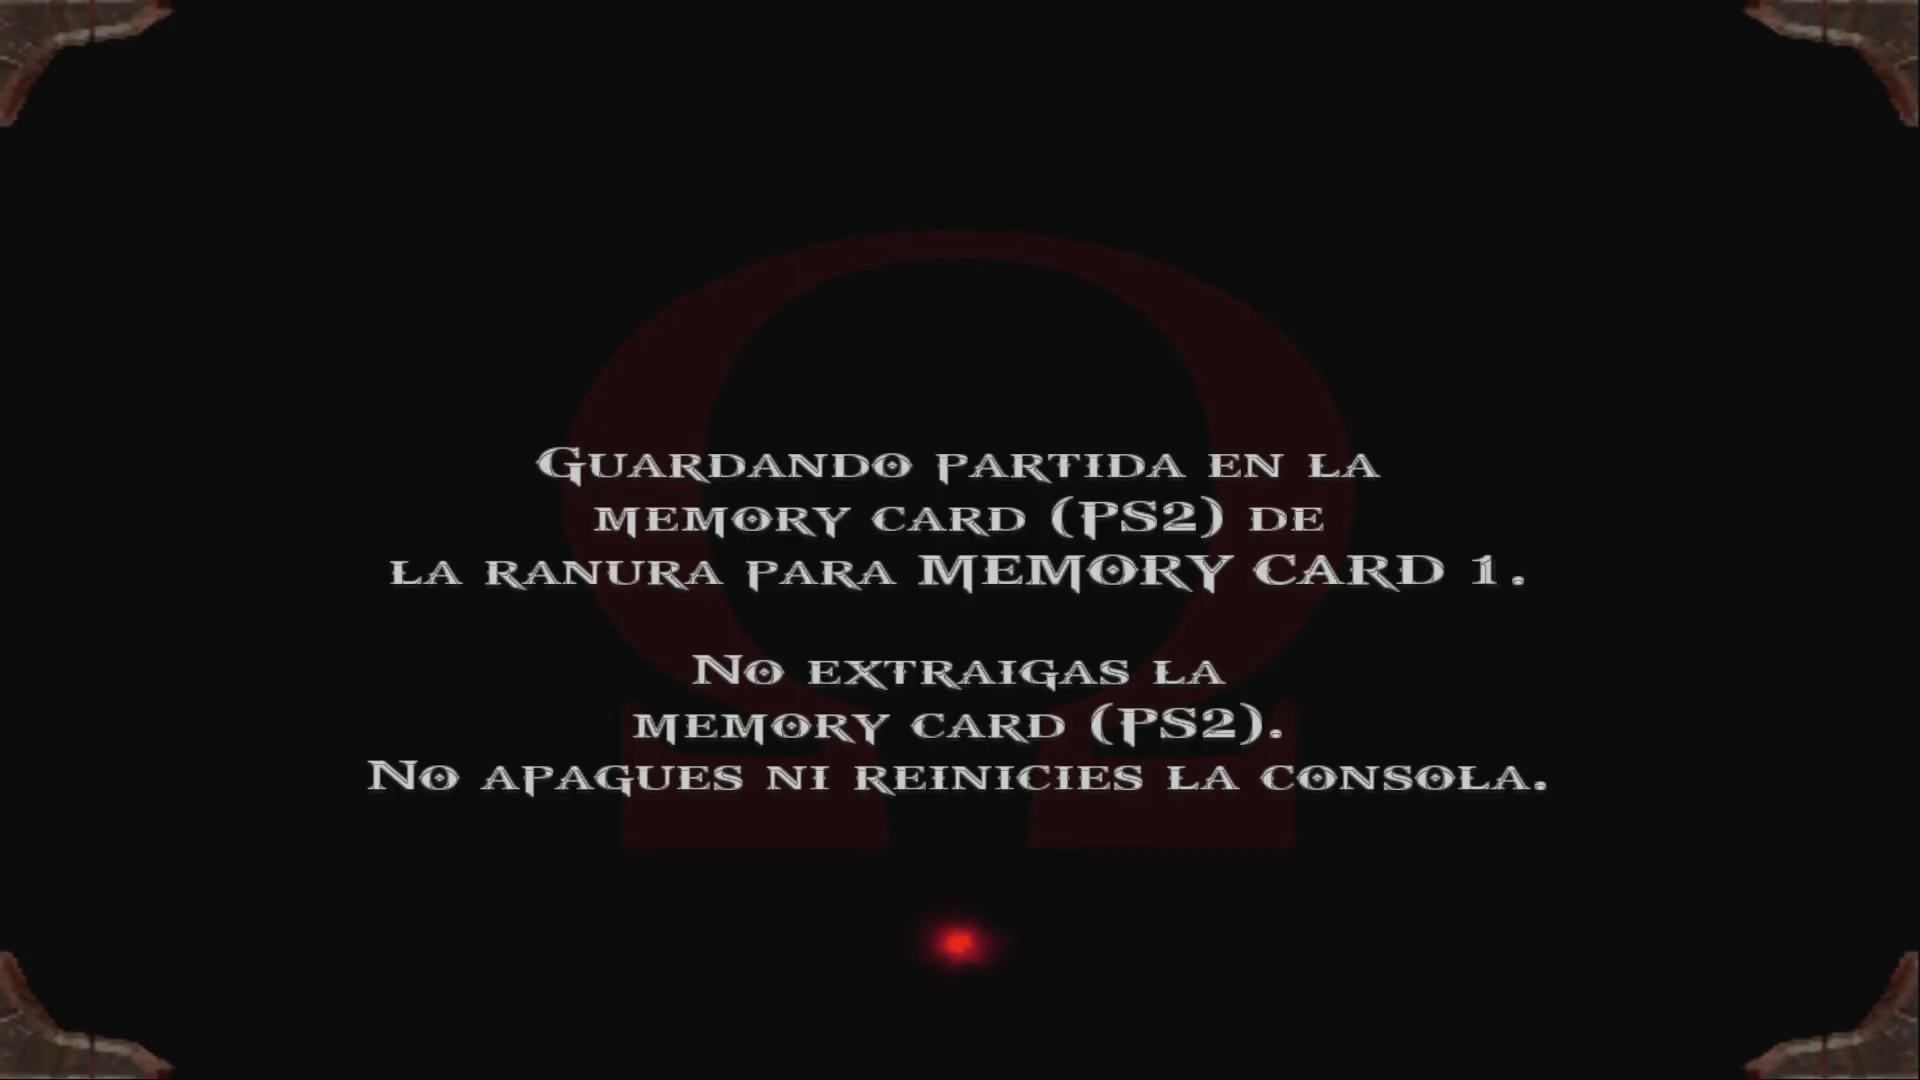 Guardando partida en la
memory card (PS2) de
la ranura para MEMORY CARD 1.
No extraigas la
memory card (PS2).
No apagues ni reinicies la consola.